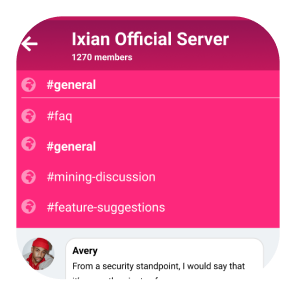 Ixian Official Server
1270 members
#general
#faq
#general
#mining-discussion
#feature-suggestions
Avery
From a security standpoint, I would say that